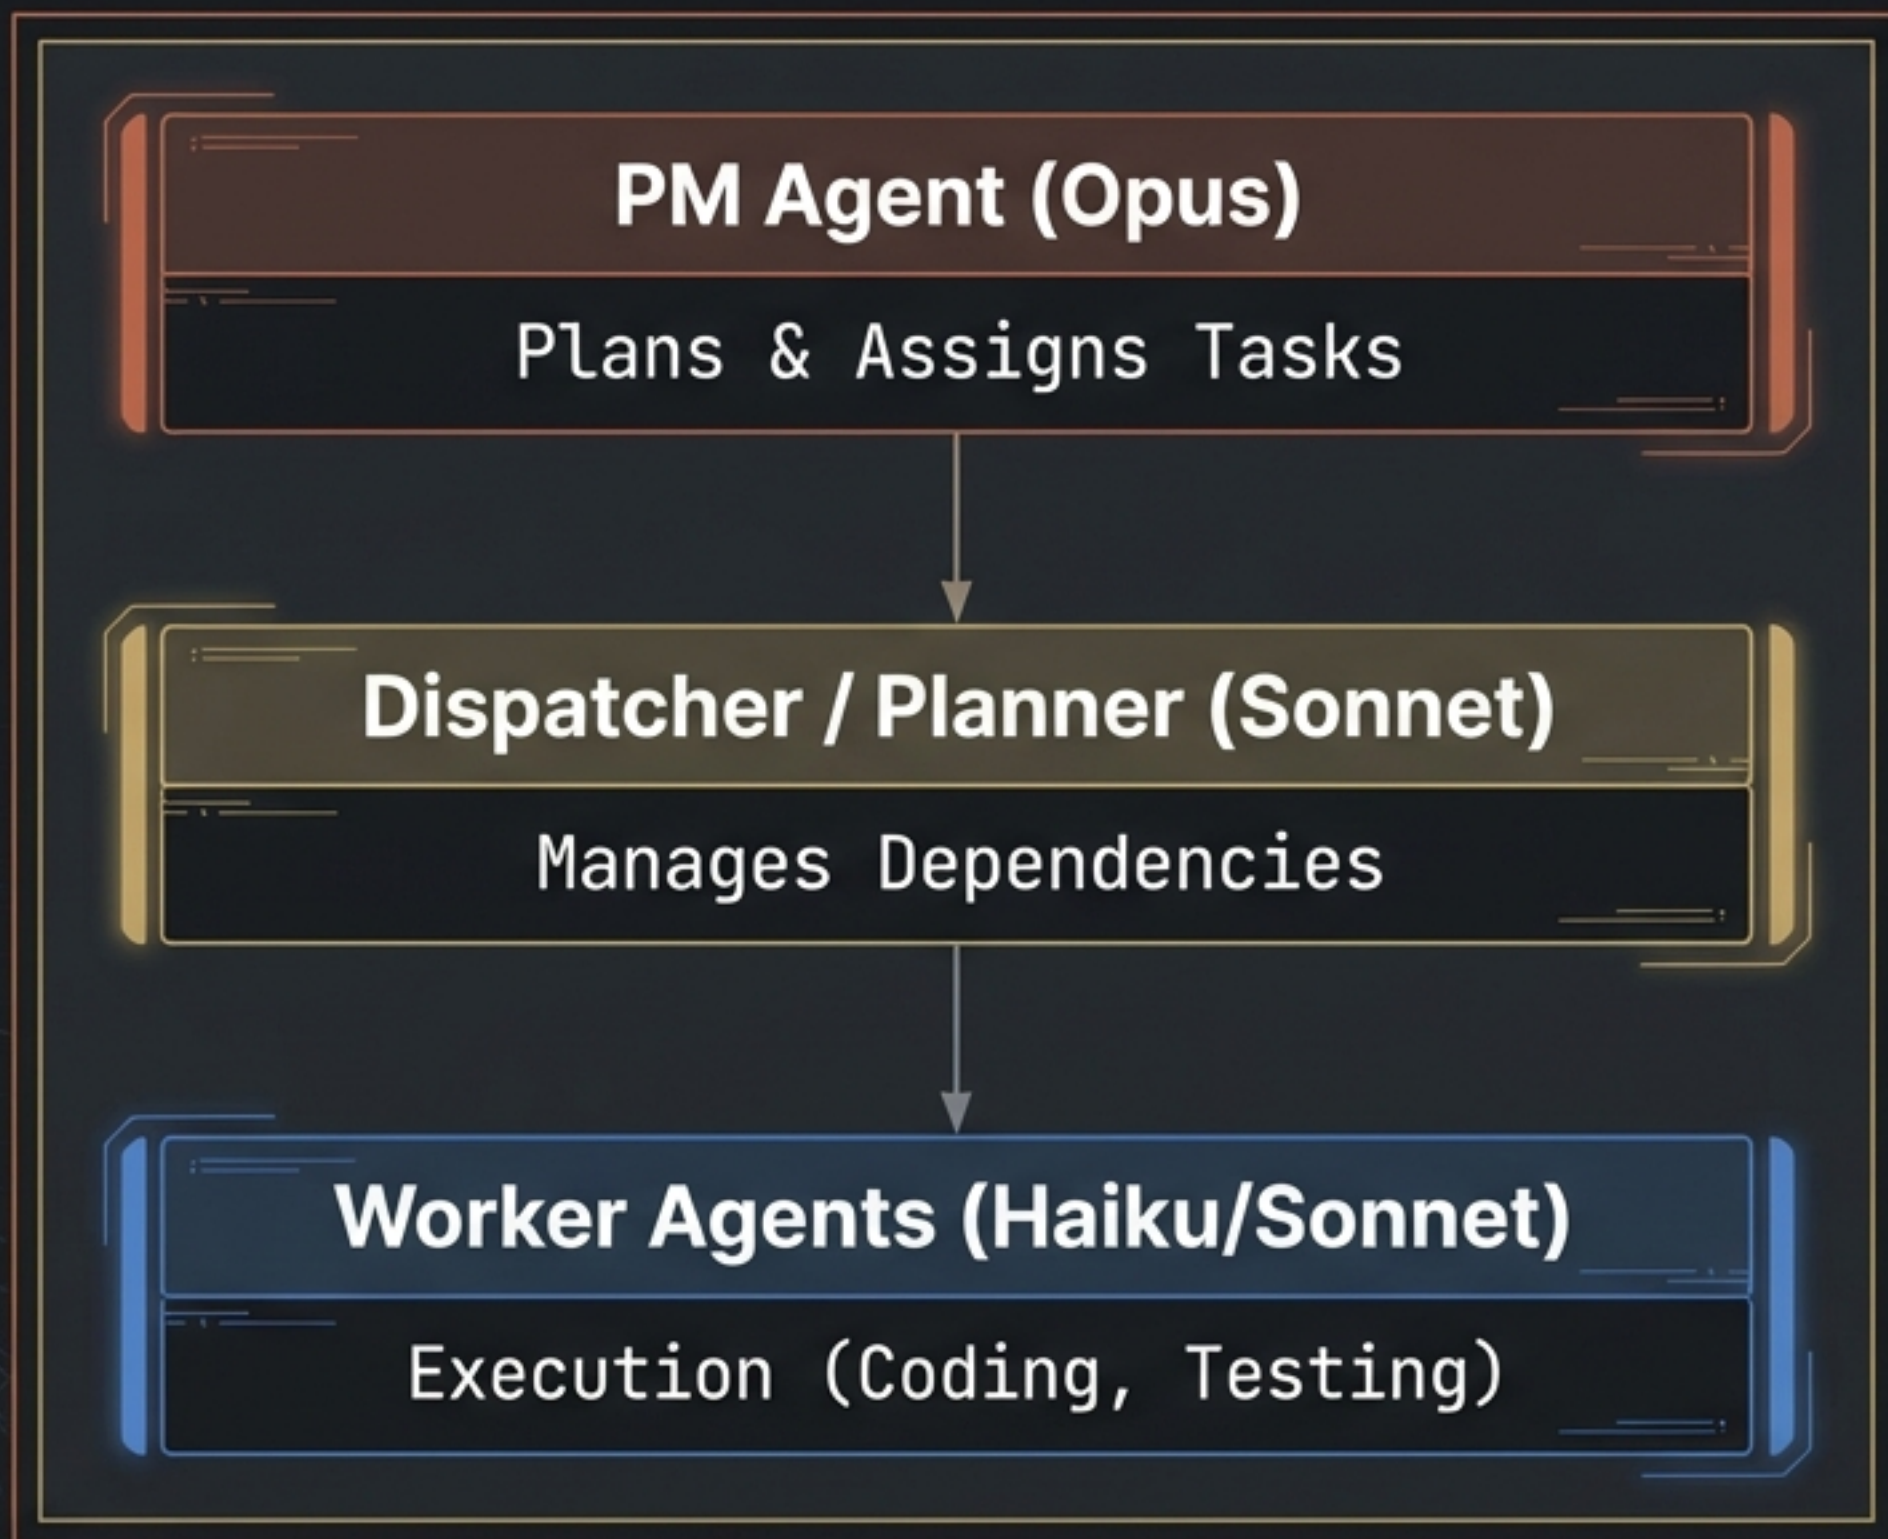 PM Agent (Opus)
Plans & Assigns Tasks
Dispatcher / Planner (Sonnet)
Manages Dependencies
Worker Agents (Haiku/Sonnet)
Execution (Coding, Testing)